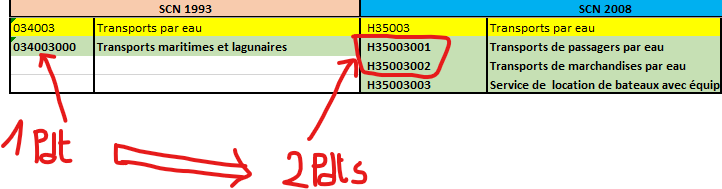 SCN 1993 SCN 2008
034003 Transports par eau H35003 Transports par eau
034003000 Transports maritimes et lagunaires H35003001 Transports de passagers par eau
H35003002 Transports de marchandises par eau
H35003003 Service de location de bateaux avec équip
1 Pdt 2 Pdts